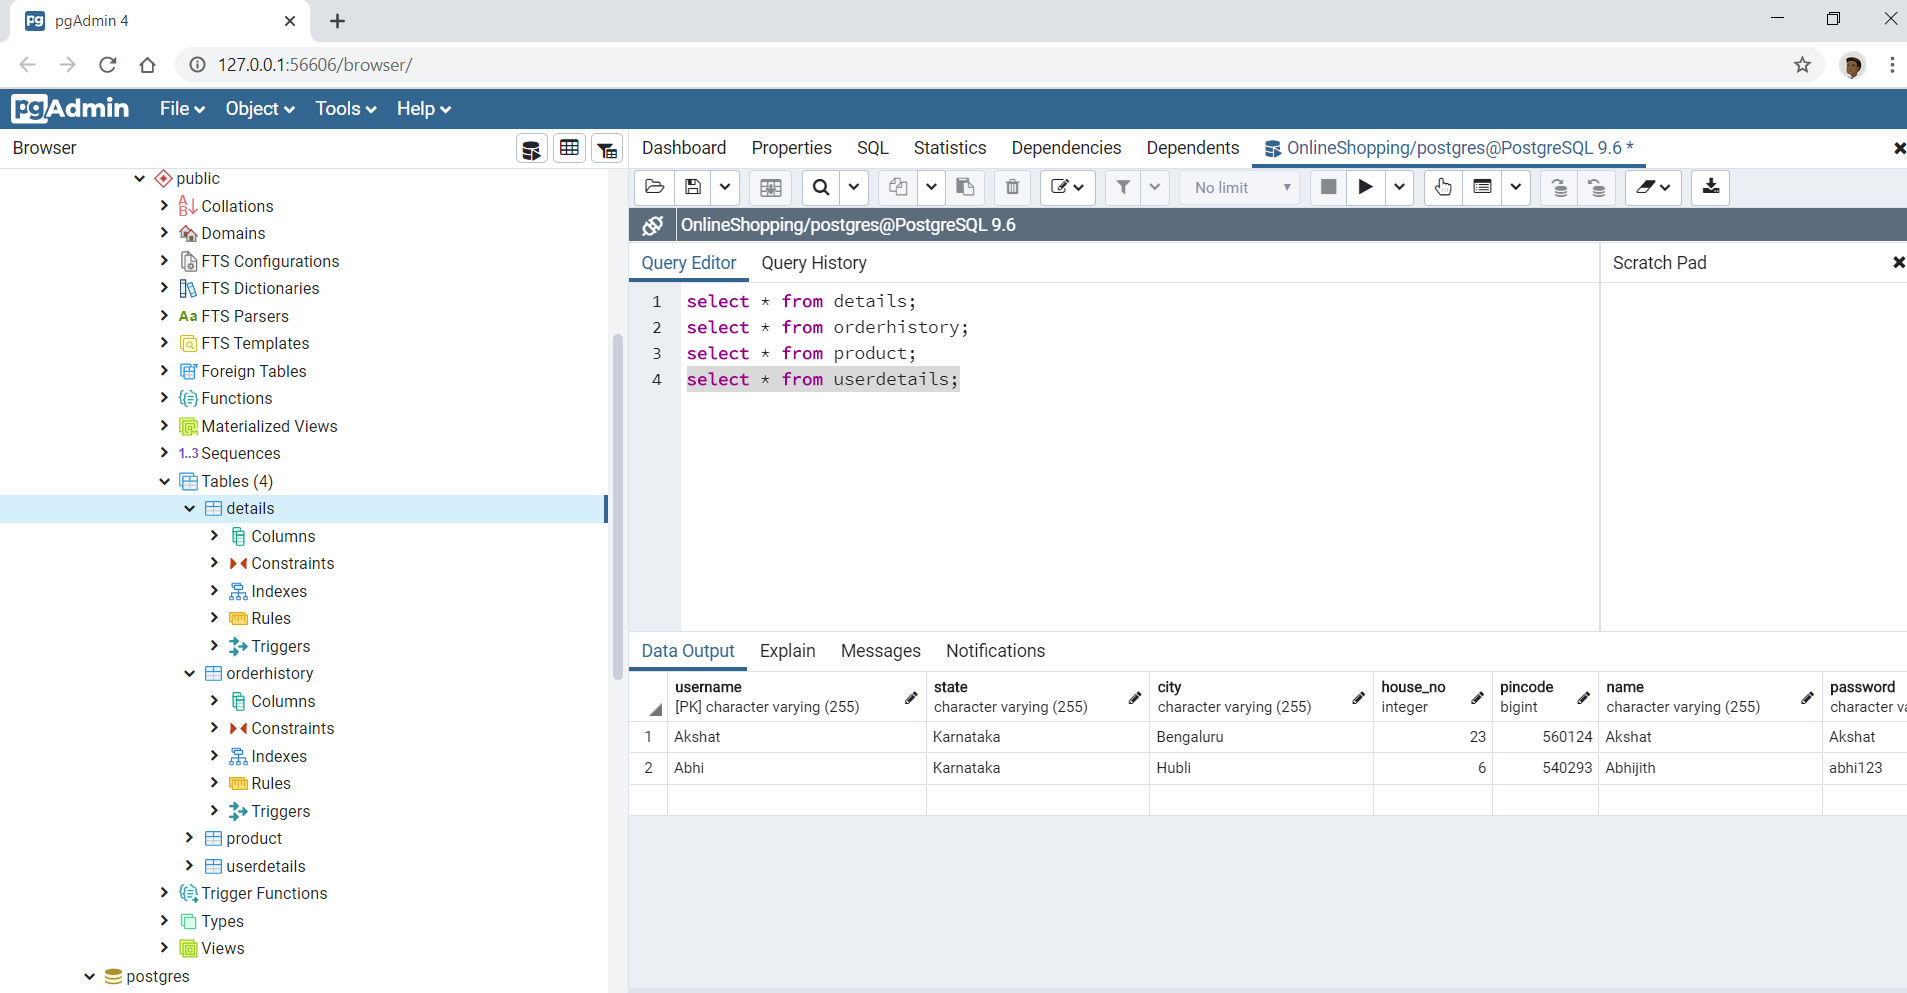 pg pgAdmin 4
127.0.0.1:56606/browser/
pgAdmin File Object Tools Help
Browser
Dashboard Properties SQL Statistics Dependencies Dependents OnlineShopping/postgres@PostgreSQL 9.6 *
No limit
OnlineShopping/postgres@PostgreSQL 9.6
public
Collations
Domains
FTS Configurations
FTS Dictionaries
Aa FTS Parsers
FTS Templates
Foreign Tables
Functions
Materialized Views
1..3 Sequences
Tables (4)
details
Columns
Constraints
Indexes
Rules
Triggers
orderhistory
Columns
Constraints
Indexes
Rules
Triggers
product
userdetails
Trigger Functions
Types
Views
postgres
Query Editor Query History
Scratch Pad
1 select * from details;
2 select * from orderhistory;
3 select * from product;
4 select * from userdetails;
Data Output Explain Messages Notifications
username state city house_no pincode name password
[PK] character varying (255) character varying (255) character varying (255) integer bigint character varying (255) character va
1 Akshat Karnataka Bengaluru 23 560124 Akshat Akshat
2 Abhi Karnataka Hubli 6 540293 Abhijith abhi123